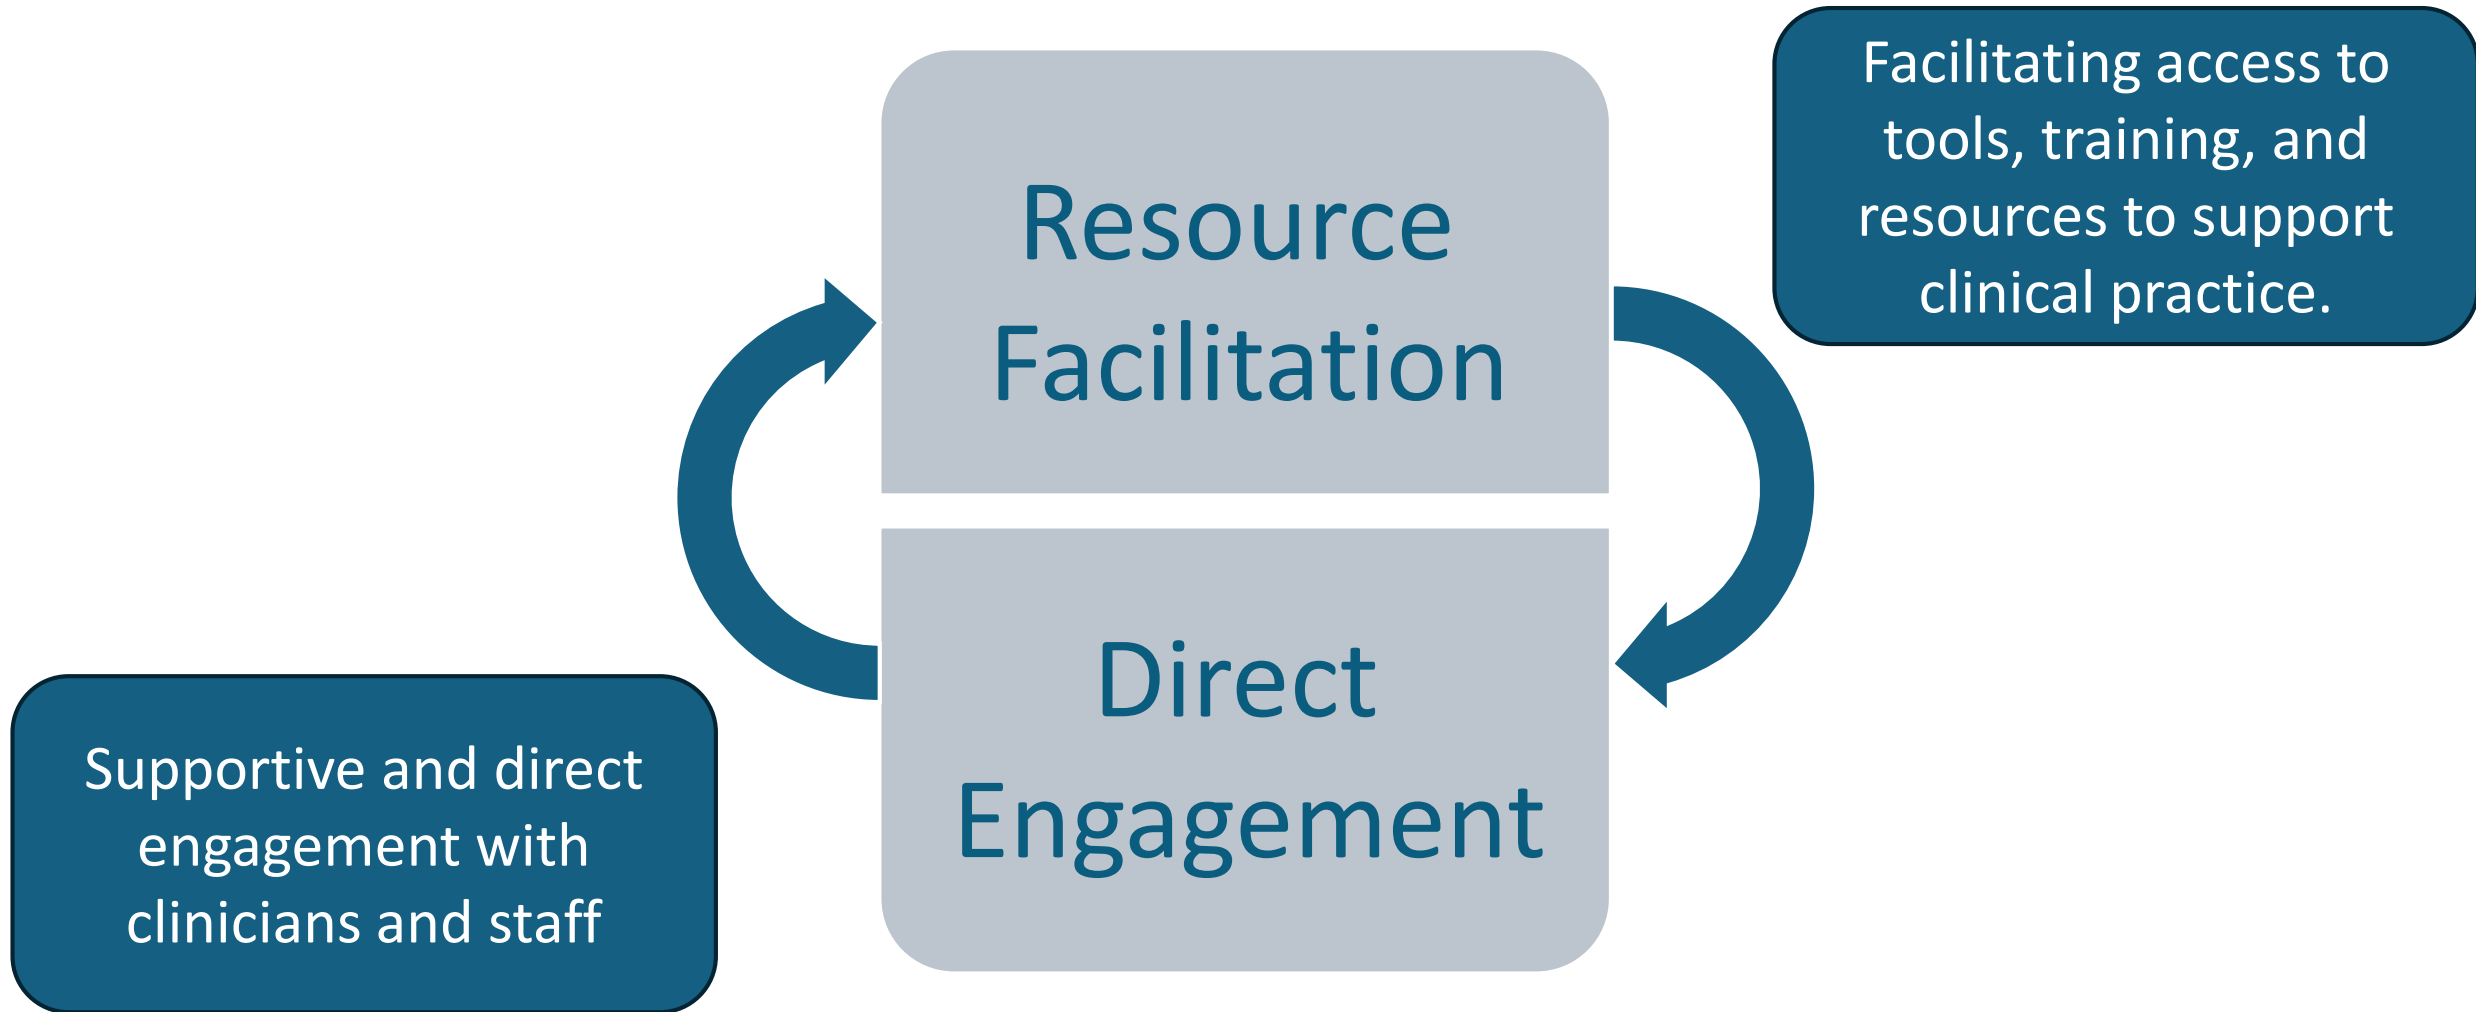 Resource
Facilitation
Facilitating access to
tools, training, and
resources to support
clinical practice.
Direct
Engagement
Supportive and direct
engagement with
clinicians and staff